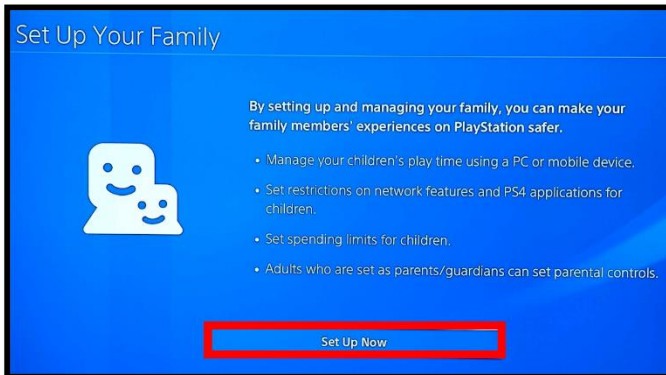 Set Up Your Family
By setting up and managing your family, you can make your
family members' experiences on PlayStation safer.
• Manage your children's play time using a PC or mobile device.
• Set restrictions on network features and PS4 applications for
children.
• Set spending limits for children.
• Adults who are set as parents/guardians can set parental controls.
Set Up Now